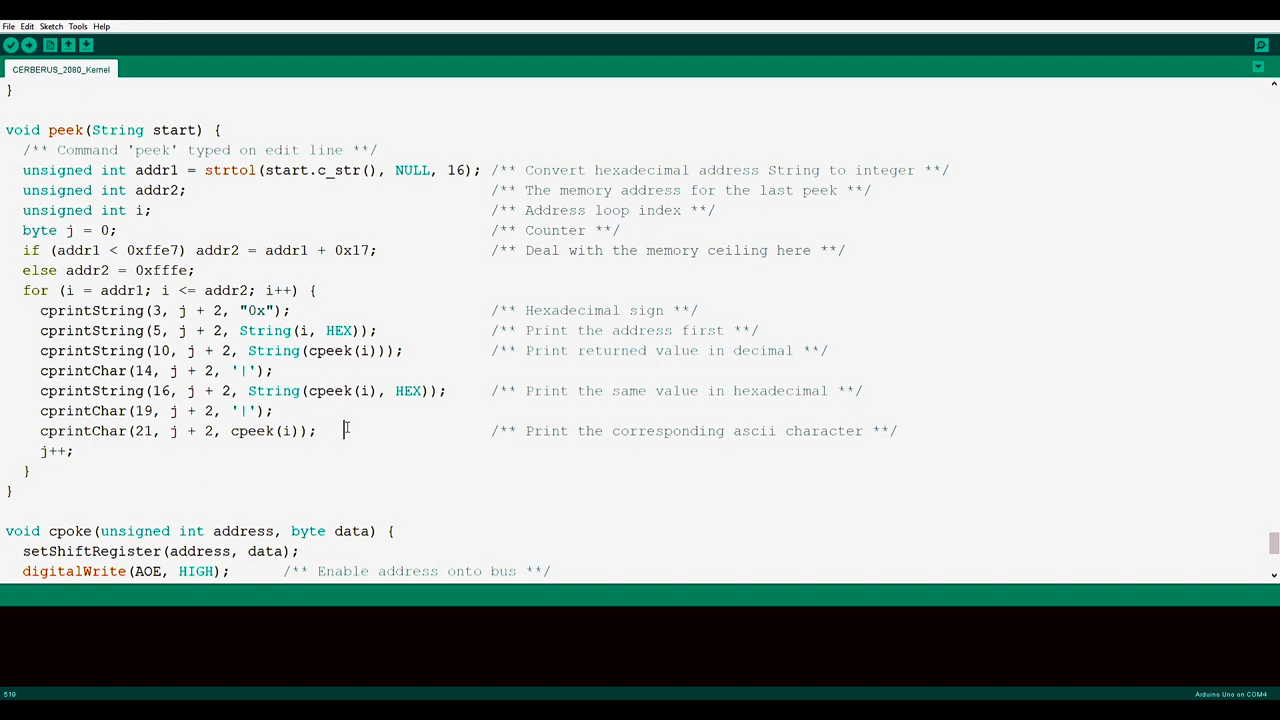 File Edit Sketch Tools Help
CERBERUS_2080_Kernel
}
void peek(String start) {
/** Command 'peek' typed on edit line **/
unsigned int addr1 = strtol(start.c_str(), NULL, 16); /** Convert hexadecimal address String to integer **/
unsigned int addr2; /** The memory address for the last peek **/
unsigned int i; /** Address loop index **/
byte j = 0; /** Counter **/
if (addr1 < 0xffe7) addr2 = addr1 + 0x17; /** Deal with the memory ceiling here **/
else addr2 = 0xfffe;
for (i = addr1; i <= addr2; i++) {
cprintString(3, j + 2, "0x"); /** Hexadecimal sign **/
cprintString(5, j + 2, String(i, HEX)); /** Print the address first **/
cprintString(10, j + 2, String(cpeek(i))); /** Print returned value in decimal **/
cprintChar(14, j + 2, '|');
cprintString(16, j + 2, String(cpeek(i), HEX)); /** Print the same value in hexadecimal **/
cprintChar(19, j + 2, '|');
cprintChar(21, j + 2, cpeek(i)); /** Print the corresponding ascii character **/
j++;
}
}
void cpoke(unsigned int address, byte data) {
setShiftRegister(address, data);
digitalWrite(AOE, HIGH); /** Enable address onto bus **/
519
Arduino Uno on COM4